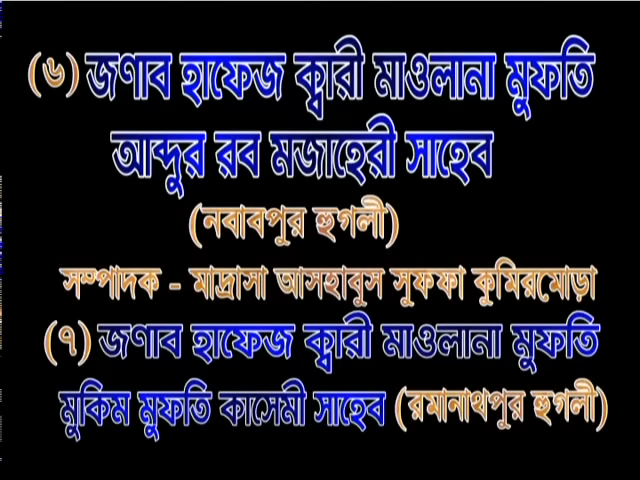 (৬) জণাব হাফেজ ক্বারী মাওলানা মুফতি
আব্দুর রব মজাহেরী সাহেব
(নবাবপুর হুগলী)
সম্পাদক - মাদ্রাসা আসহাবুস সুফফা কুমিরমোড়া
(৭) জণাব হাফেজ ক্বারী মাওলানা মুফতি
মুকিম মুফতি কাসেমী সাহেব (রমানাথপুর হুগলী)